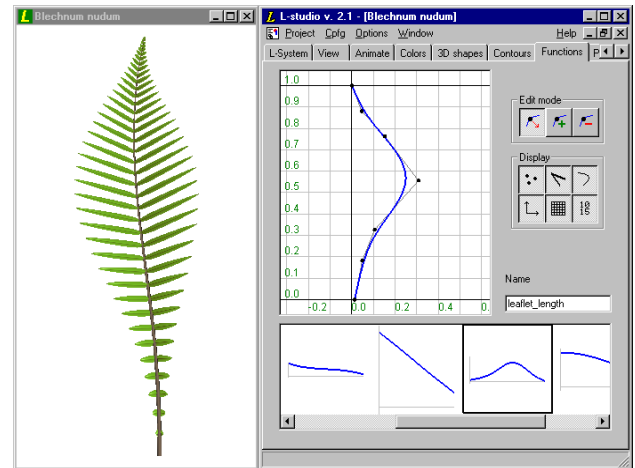 Blechnum nudum
L-studio v. 2.1 - [Blechnum nudum]
Project Cpfg Options Window Help
L-System View Animate Colors 3D shapes Contours Functions P
1.0
0.9
0.8
0.7
0.6
0.5
0.4
0.3
0.2
0.1
0.0
-0.2 0.0 0.2 0.4 0.
Edit mode
Display
Name
leaflet_length